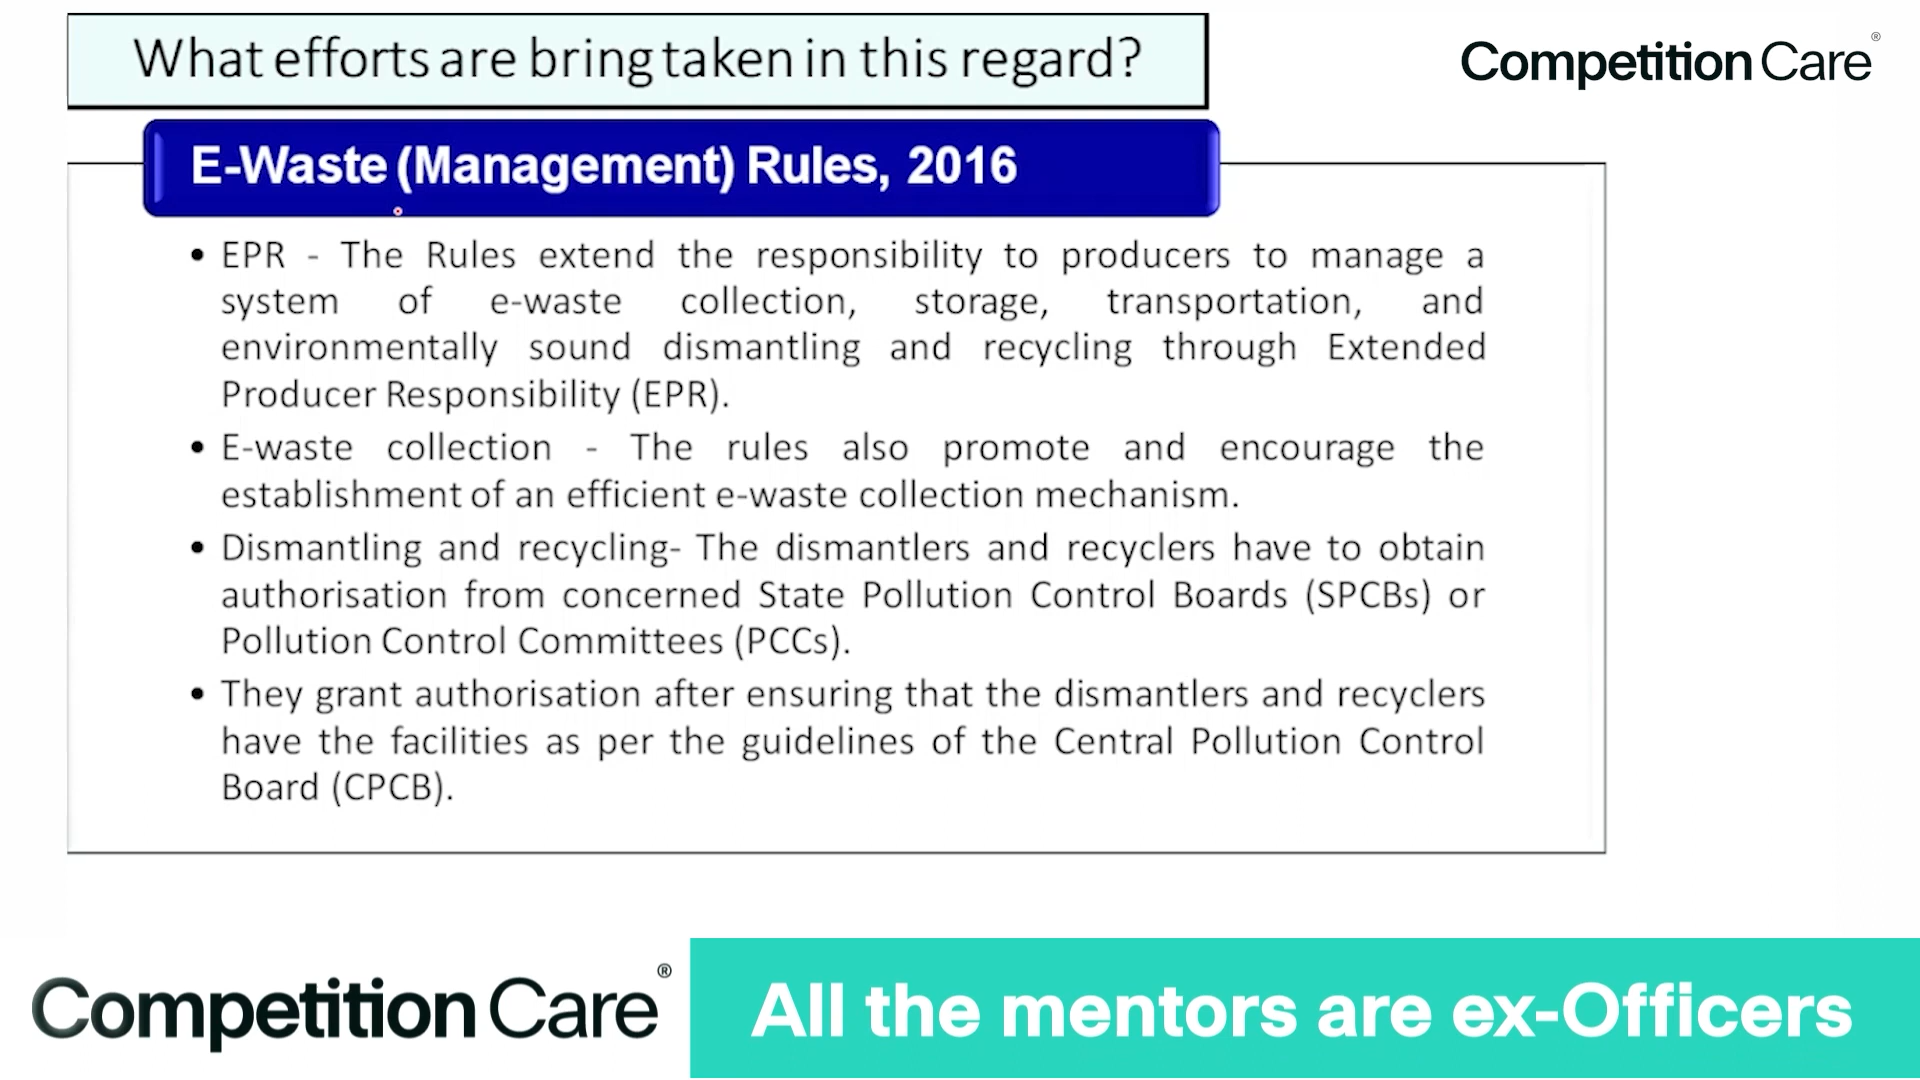 What efforts are bring taken in this regard?
Competition Care®
E-Waste (Management) Rules, 2016
• EPR - The Rules extend the responsibility to producers to manage a
system of e-waste collection, storage, transportation, and
environmentally sound dismantling and recycling through Extended
Producer Responsibility (EPR).
• E-waste collection - The rules also promote and encourage the
establishment of an efficient e-waste collection mechanism.
• Dismantling and recycling- The dismantlers and recyclers have to obtain
authorisation from concerned State Pollution Control Boards (SPCBs) or
Pollution Control Committees (PCCs).
• They grant authorisation after ensuring that the dismantlers and recyclers
have the facilities as per the guidelines of the Central Pollution Control
Board (CPCB).
Competition Care®
All the mentors are ex-Officers